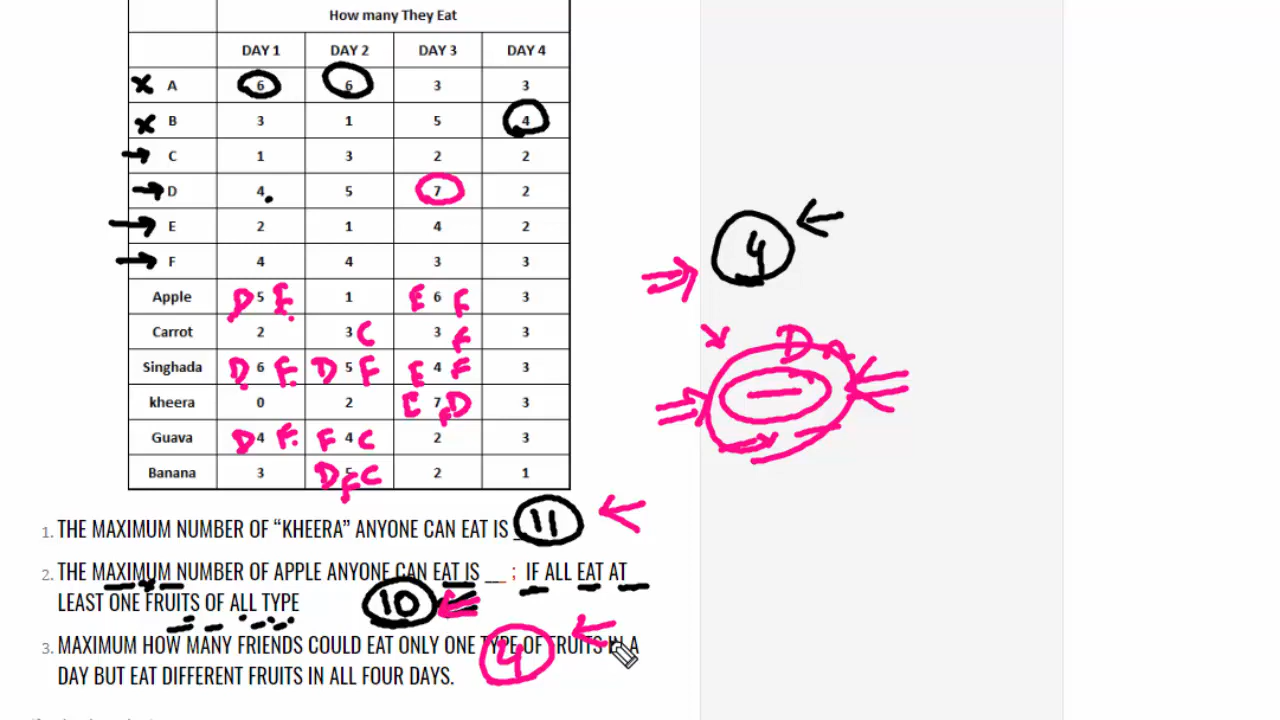 How many They Eat
DAY 1 DAY 2 DAY 3 DAY 4
x A 6 6 3 3
x B 3 1 5 4
C 1 3 2 2
D 4 5 7 2
E 2 1 4 2
F 4 4 3 3
Apple D 5 F 1 E 6 F 3
Carrot 2 3 C 3 F 3
Singhada D 6 F D 5 F E 4 F 3
kheera 0 2 E 7 F D 3
Guava D 4 F F 4 C 2 3
Banana 3 D 5 F C 2 1
4
D
1. THE MAXIMUM NUMBER OF “KHEERA” ANYONE CAN EAT IS 11
2. THE MAXIMUM NUMBER OF APPLE ANYONE CAN EAT IS __ ; IF ALL EAT AT
LEAST ONE FRUITS OF ALL TYPE 10
3. MAXIMUM HOW MANY FRIENDS COULD EAT ONLY ONE TYPE OF FRUITS IN A
DAY BUT EAT DIFFERENT FRUITS IN ALL FOUR DAYS. 4